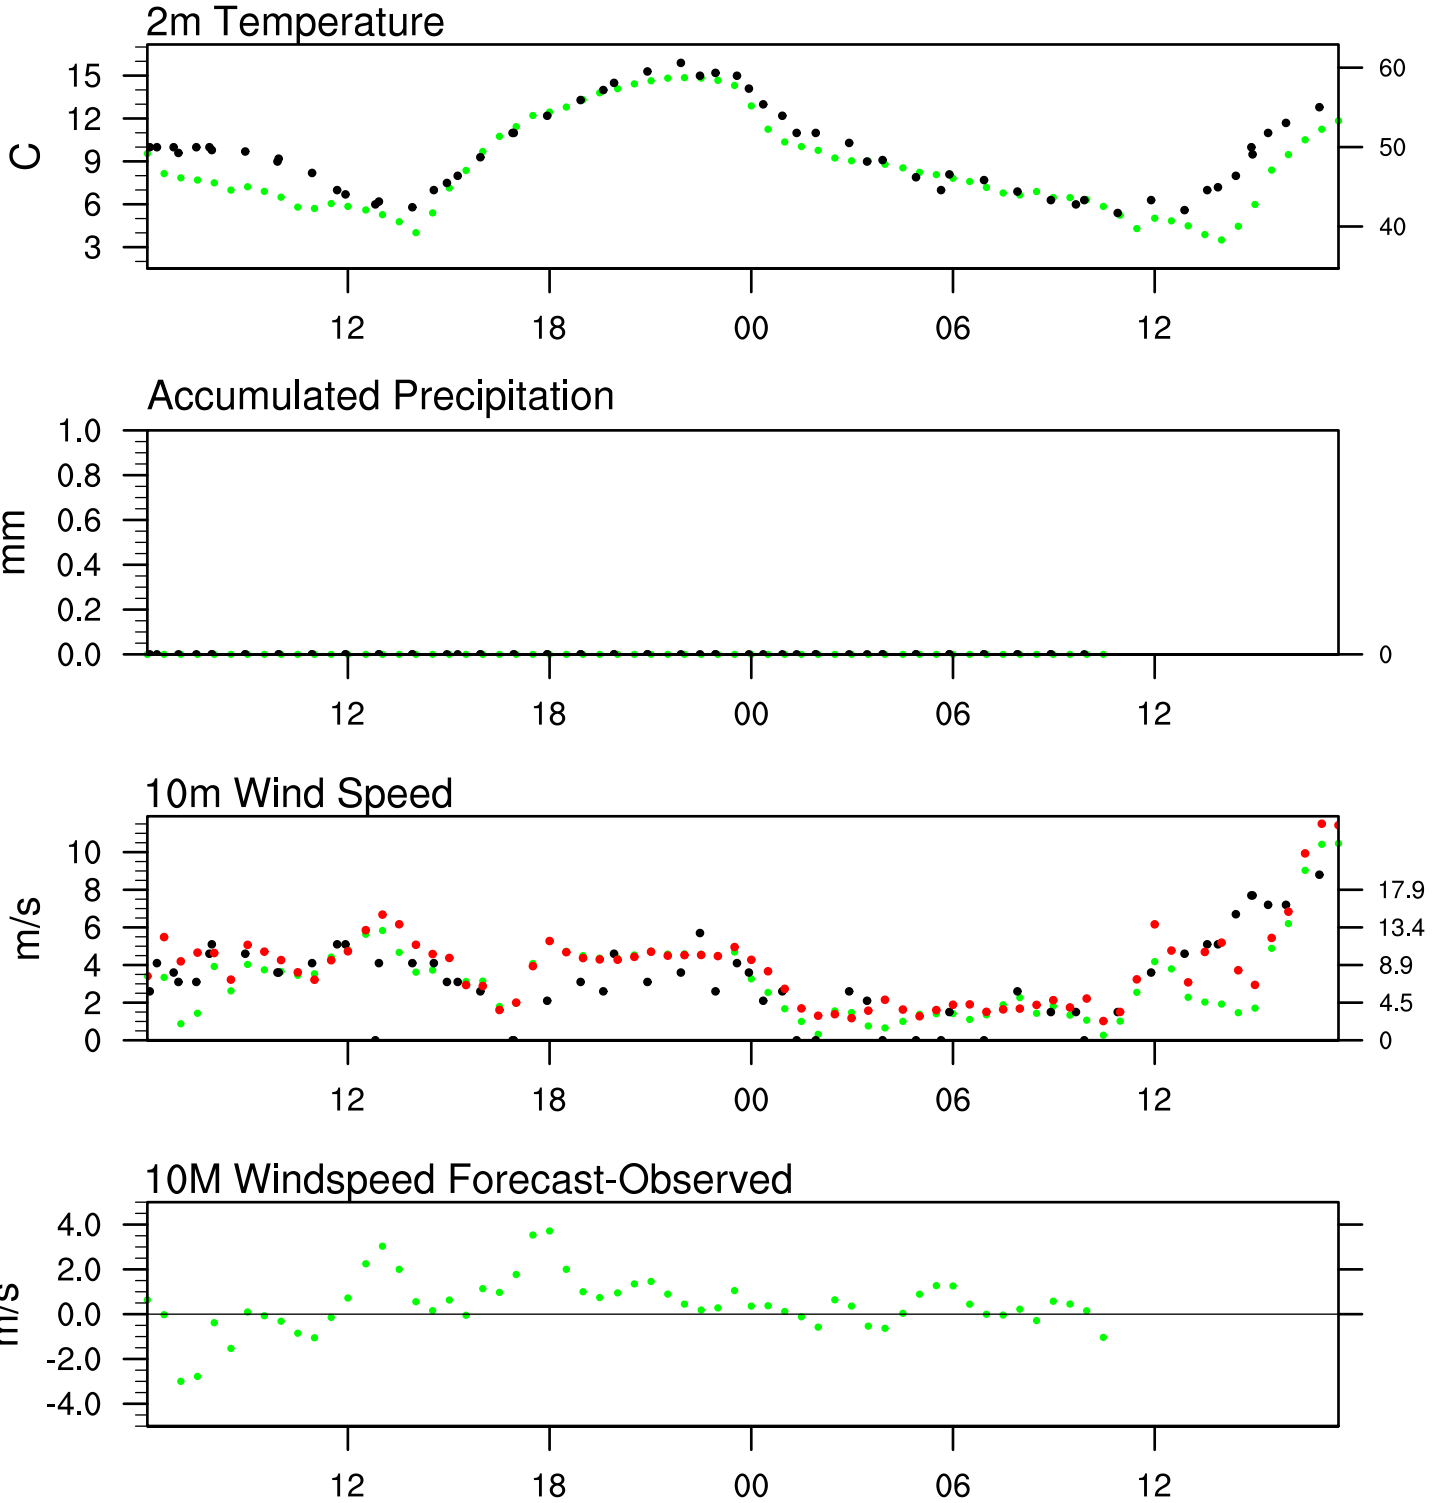 2m Temperature
15
12
9
6
3
C
60
50
40
12 18 00 06 12
Accumulated Precipitation
1.0
0.8
0.6
0.4
0.2
0.0
mm
0
12 18 00 06 12
10m Wind Speed
10
8
6
4
2
0
m/s
17.9
13.4
8.9
4.5
0
12 18 00 06 12
10M Windspeed Forecast-Observed
4.0
2.0
0.0
-2.0
-4.0
m/s
12 18 00 06 12